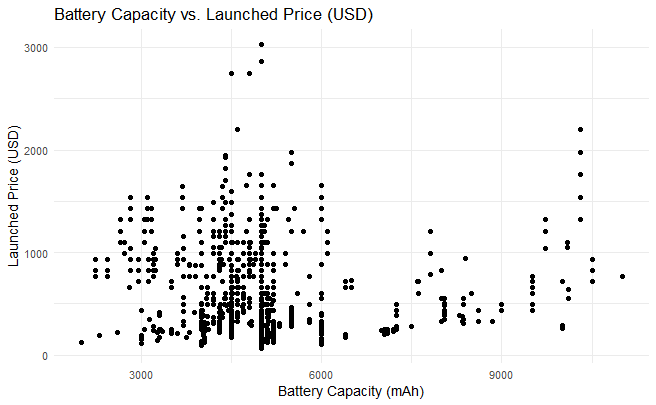 Battery Capacity vs. Launched Price (USD)
3000
2000
1000
0
Launched Price (USD)
3000 6000 9000
Battery Capacity (mAh)